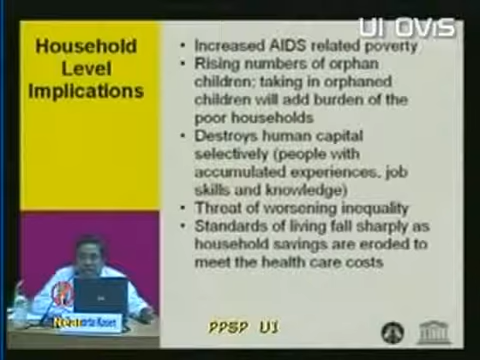 UI OVIS
Household
Level
Implications
• Increased AIDS related poverty
• Rising numbers of orphan
children; taking in orphaned
children will add burden of the
poor households
• Destroys human capital
selectively (people with
accumulated experiences, job
skills and knowledge)
• Threat of worsening inequality
• Standards of living fall sharply as
household savings are eroded to
meet the health care costs
PPSP UI